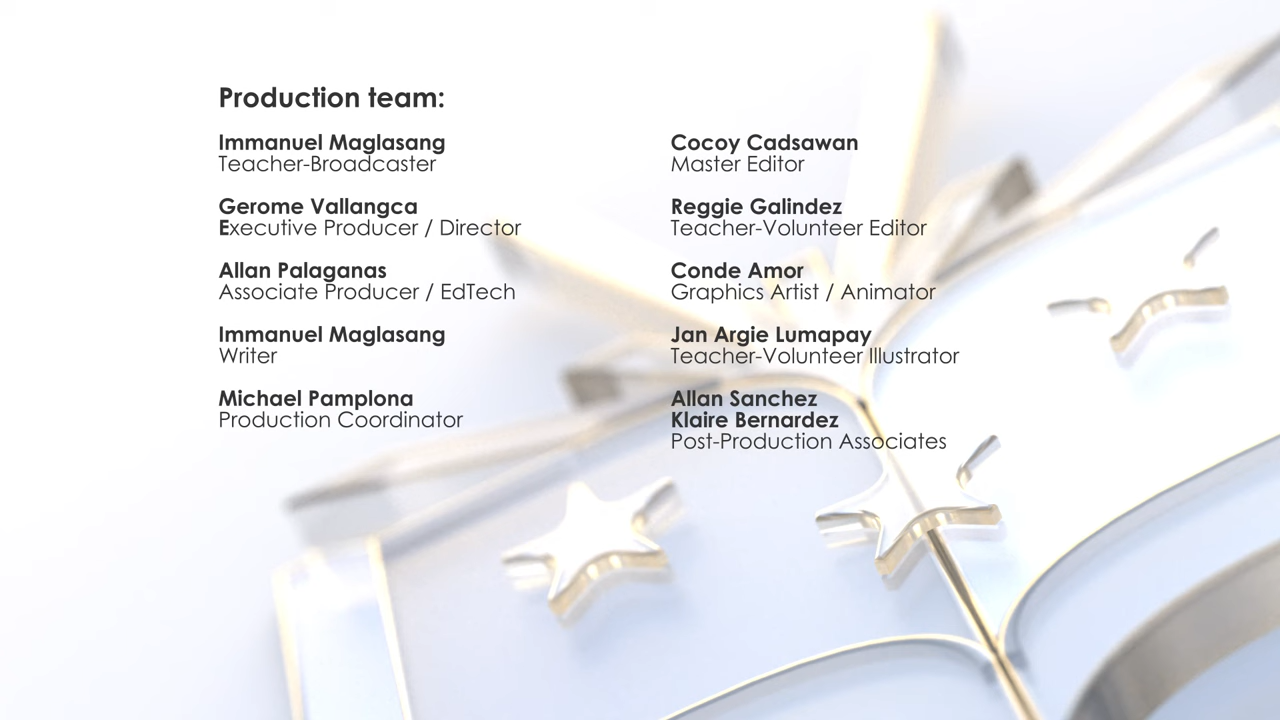 Production team:
Immanuel Maglasang
Teacher-Broadcaster
Gerome Vallangca
Executive Producer / Director
Allan Palaganas
Associate Producer / EdTech
Immanuel Maglasang
Writer
Michael Pamplona
Production Coordinator
Cocoy Cadsawan
Master Editor
Reggie Galindez
Teacher-Volunteer Editor
Conde Amor
Graphics Artist / Animator
Jan Argie Lumapay
Teacher-Volunteer Illustrator
Allan Sanchez
Klaire Bernardez
Post-Production Associates